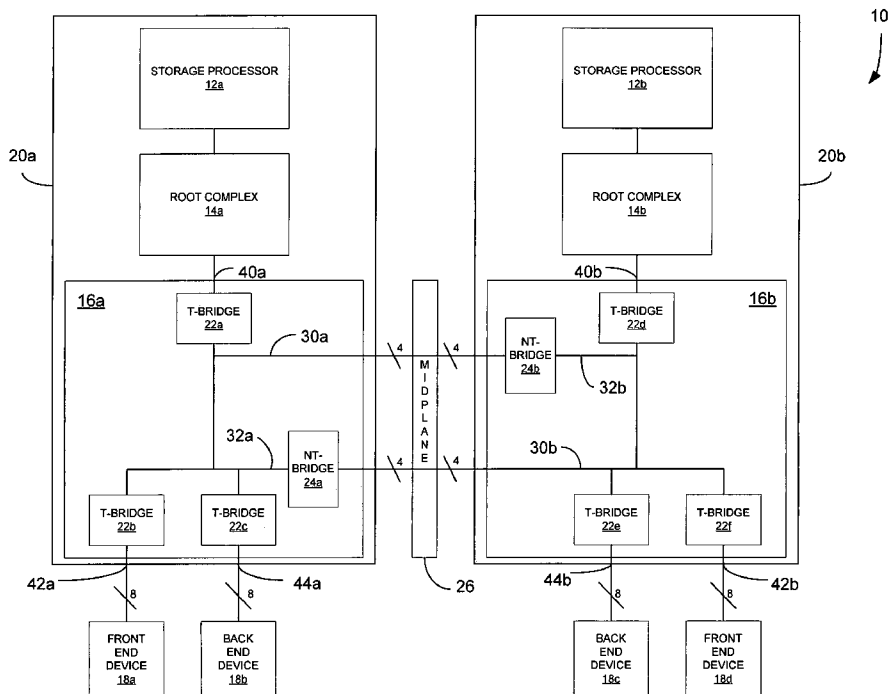 10
STORAGE PROCESSOR
12a
STORAGE PROCESSOR
12b
20a
20b
ROOT COMPLEX
14a
ROOT COMPLEX
14b
40a
40b
16a
16b
T-BRIDGE
22a
T-BRIDGE
22d
30a
4
4
NT-
BRIDGE
24b
32b
MIDPLANE
32a
NT-
BRIDGE
24a
4
4
30b
T-BRIDGE
22b
T-BRIDGE
22c
T-BRIDGE
22e
T-BRIDGE
22f
42a
44a
26
44b
42b
8
8
8
8
FRONT
END
DEVICE
18a
BACK
END
DEVICE
18b
BACK
END
DEVICE
18c
FRONT
END
DEVICE
18d